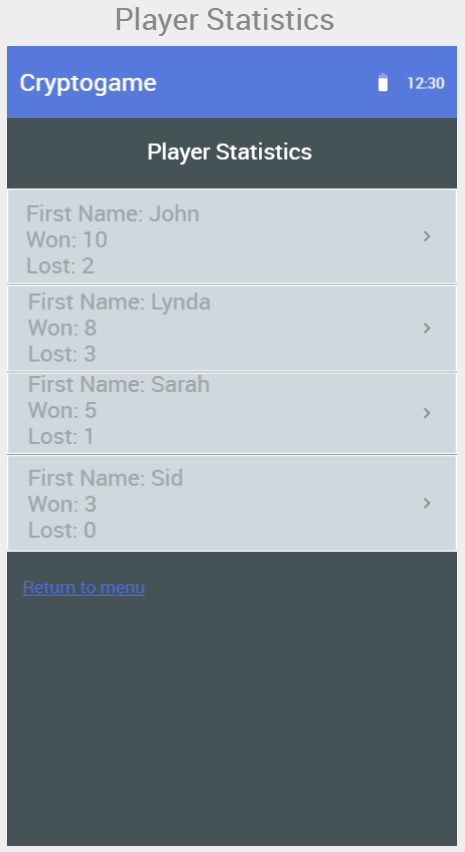 Player Statistics
Cryptogame
12:30
Player Statistics
First Name: John
Won: 10
Lost: 2
First Name: Lynda
Won: 8
Lost: 3
First Name: Sarah
Won: 5
Lost: 1
First Name: Sid
Won: 3
Lost: 0
Return to menu